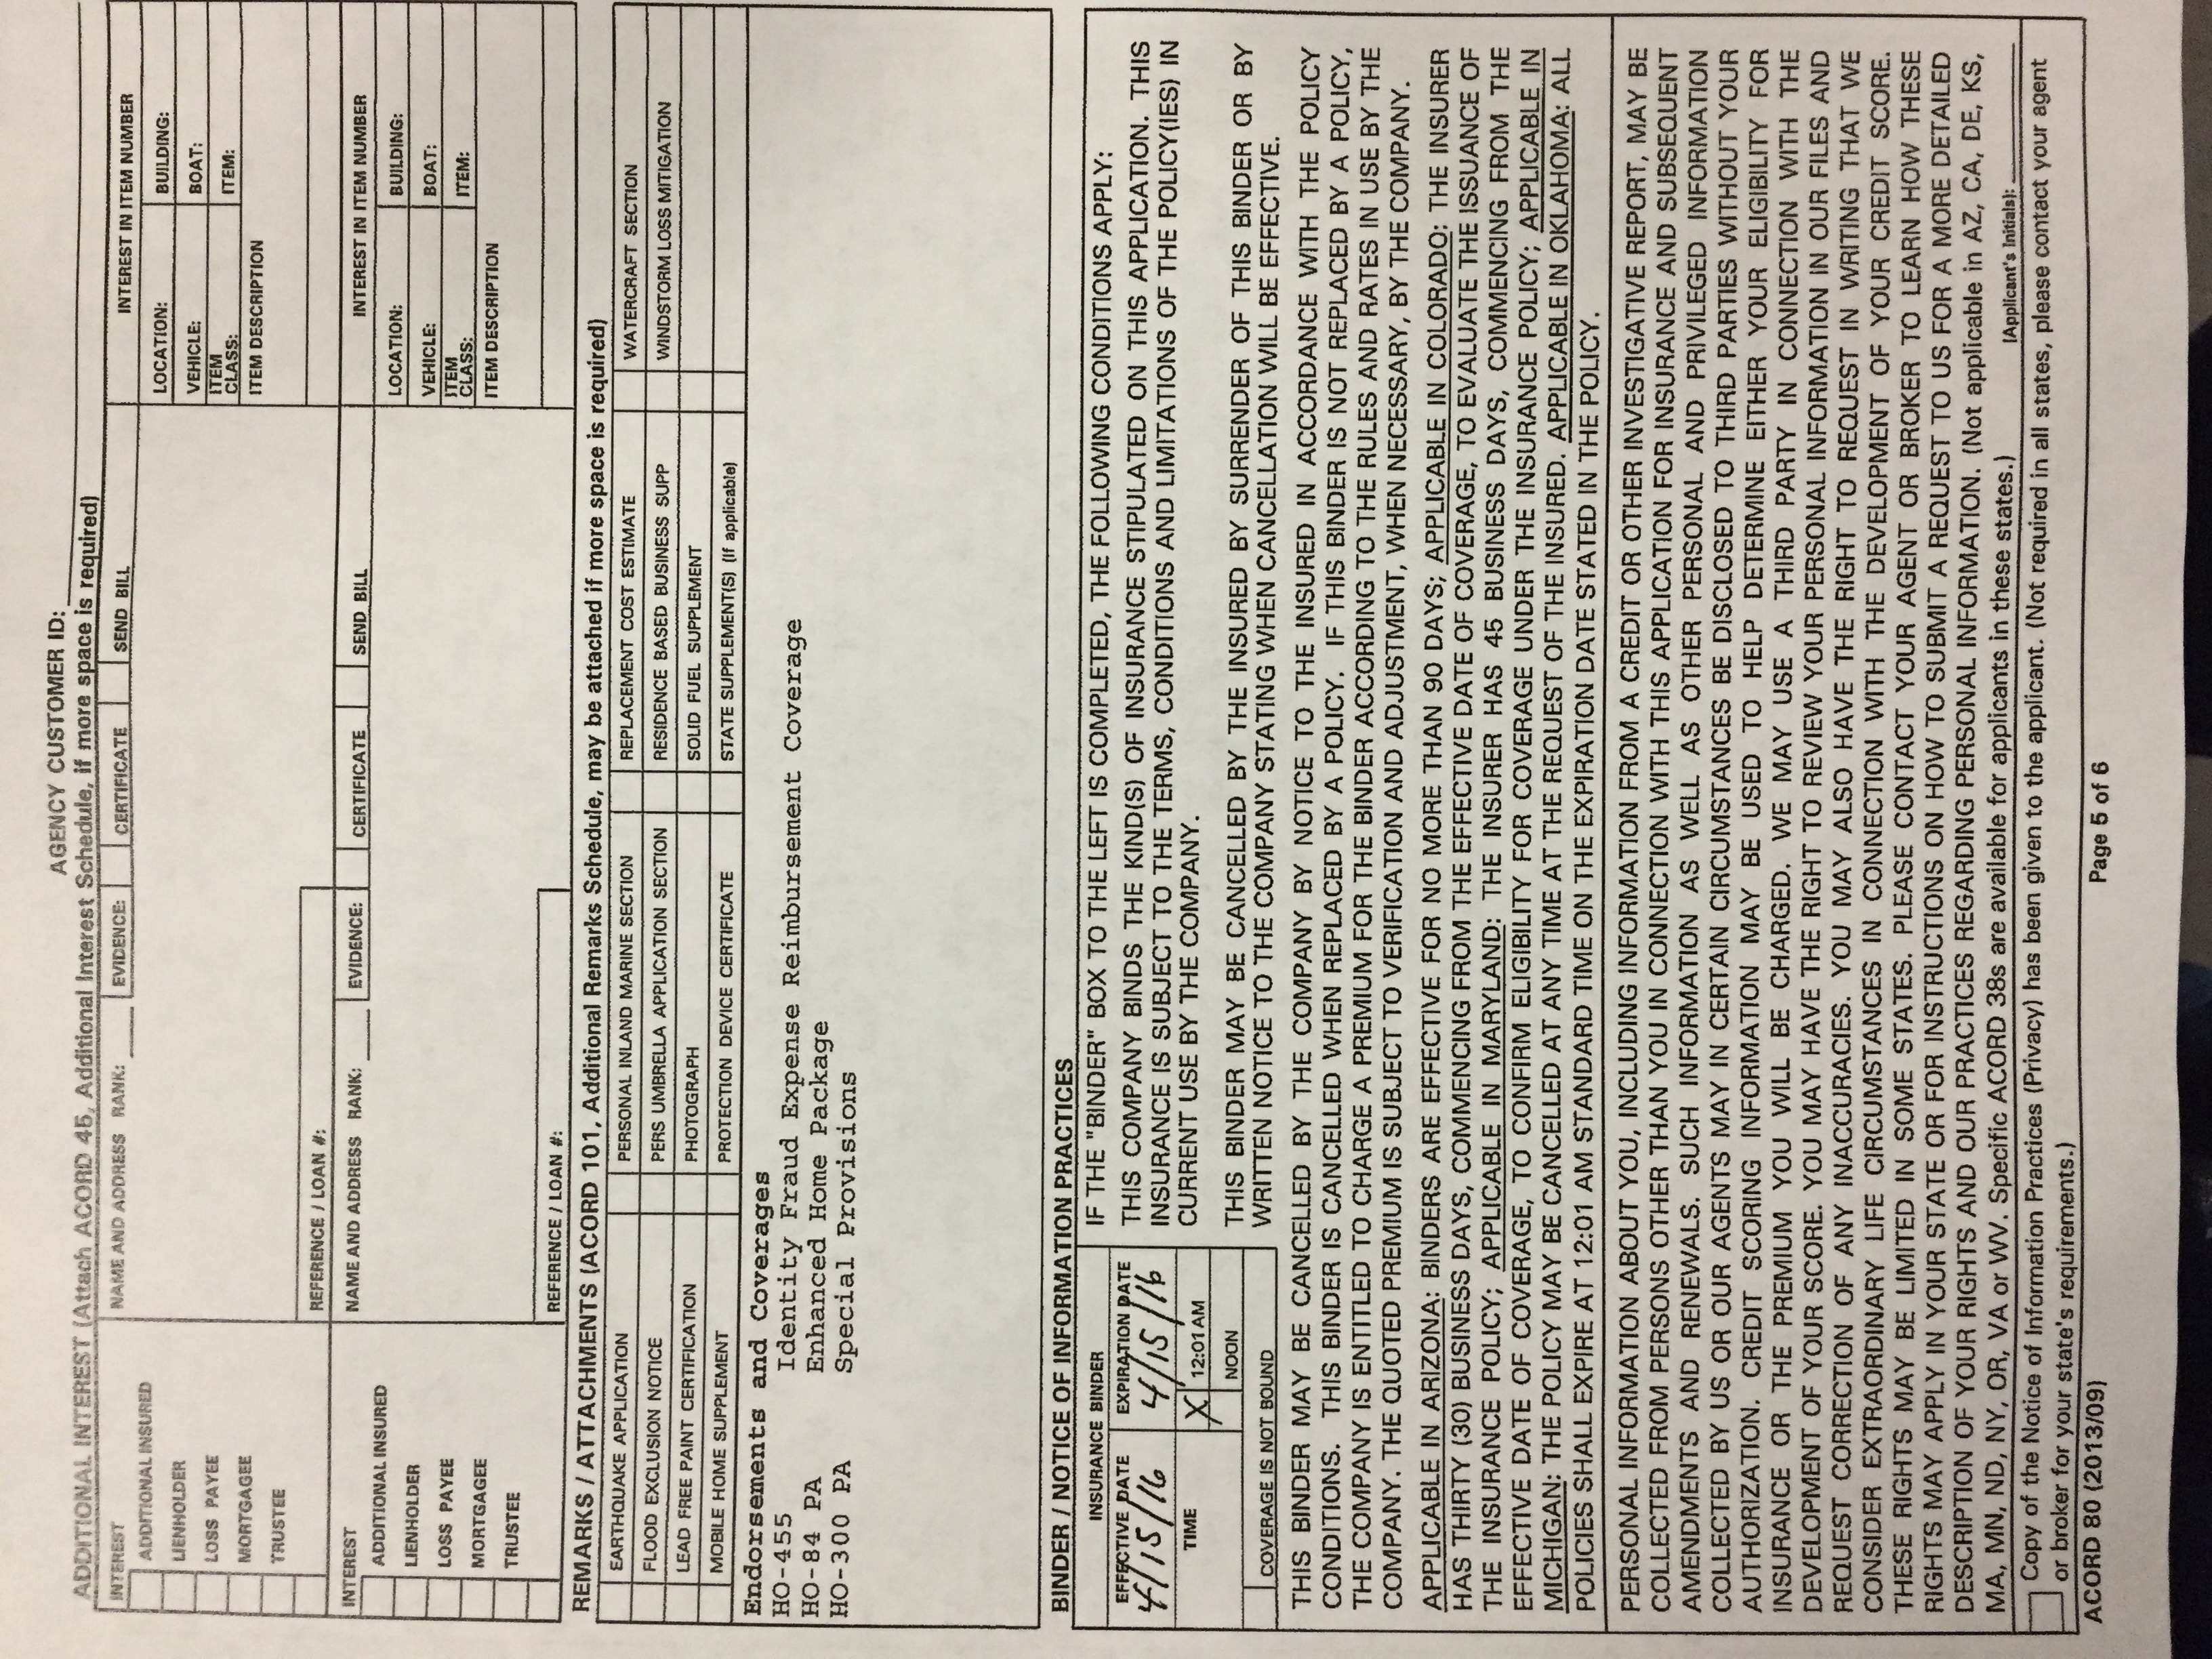 AGENCY CUSTOMER ID:
ADDITIONAL INTEREST (Attach ACORD 45, Additional Interest Schedule, if more space is required)
INTEREST NAME AND ADDRESS RANK: EVIDENCE: CERTIFICATE SEND BILL INTEREST IN ITEM NUMBER
ADDITIONAL INSURED
LOCATION: BUILDING:
LIENHOLDER
VEHICLE: BOAT:
LOSS PAYEE
ITEM CLASS: ITEM:
MORTGAGEE
ITEM DESCRIPTION
TRUSTEE
REFERENCE / LOAN #:
INTEREST NAME AND ADDRESS RANK: EVIDENCE: CERTIFICATE SEND BILL INTEREST IN ITEM NUMBER
ADDITIONAL INSURED
LOCATION: BUILDING:
LIENHOLDER
VEHICLE: BOAT:
LOSS PAYEE
ITEM CLASS: ITEM:
MORTGAGEE
ITEM DESCRIPTION
TRUSTEE
REFERENCE / LOAN #:
REMARKS / ATTACHMENTS (ACORD 101, Additional Remarks Schedule, may be attached if more space is required)
EARTHQUAKE APPLICATION PERSONAL INLAND MARINE SECTION REPLACEMENT COST ESTIMATE WATERCRAFT SECTION
FLOOD EXCLUSION NOTICE PERS UMBRELLA APPLICATION SECTION RESIDENCE BASED BUSINESS SUPP WINDSTORM LOSS MITIGATION
LEAD FREE PAINT CERTIFICATION PHOTOGRAPH SOLID FUEL SUPPLEMENT
MOBILE HOME SUPPLEMENT PROTECTION DEVICE CERTIFICATE STATE SUPPLEMENT(S) (If applicable)
Endorsements and Coverages
HO-455 Identity Fraud Expense Reimbursement Coverage
HO-84 PA Enhanced Home Package
HO-300 PA Special Provisions
BINDER / NOTICE OF INFORMATION PRACTICES
INSURANCE BINDER
EFFECTIVE DATE EXPIRATION DATE
4/15/16 4/15/16
TIME X 12:01 AM
NOON
COVERAGE IS NOT BOUND
IF THE "BINDER" BOX TO THE LEFT IS COMPLETED, THE FOLLOWING CONDITIONS APPLY:
THIS COMPANY BINDS THE KIND(S) OF INSURANCE STIPULATED ON THIS APPLICATION. THIS
INSURANCE IS SUBJECT TO THE TERMS, CONDITIONS AND LIMITATIONS OF THE POLICY(IES) IN
CURRENT USE BY THE COMPANY.
THIS BINDER MAY BE CANCELLED BY THE INSURED BY SURRENDER OF THIS BINDER OR BY
WRITTEN NOTICE TO THE COMPANY STATING WHEN CANCELLATION WILL BE EFFECTIVE.
THIS BINDER MAY BE CANCELLED BY THE COMPANY BY NOTICE TO THE INSURED IN ACCORDANCE WITH THE POLICY
CONDITIONS. THIS BINDER IS CANCELLED WHEN REPLACED BY A POLICY. IF THIS BINDER IS NOT REPLACED BY A POLICY,
THE COMPANY IS ENTITLED TO CHARGE A PREMIUM FOR THE BINDER ACCORDING TO THE RULES AND RATES IN USE BY THE
COMPANY. THE QUOTED PREMIUM IS SUBJECT TO VERIFICATION AND ADJUSTMENT, WHEN NECESSARY, BY THE COMPANY.
APPLICABLE IN ARIZONA: BINDERS ARE EFFECTIVE FOR NO MORE THAN 90 DAYS; APPLICABLE IN COLORADO: THE INSURER
HAS THIRTY (30) BUSINESS DAYS, COMMENCING FROM THE EFFECTIVE DATE OF COVERAGE, TO EVALUATE THE ISSUANCE OF
THE INSURANCE POLICY; APPLICABLE IN MARYLAND: THE INSURER HAS 45 BUSINESS DAYS, COMMENCING FROM THE
EFFECTIVE DATE OF COVERAGE, TO CONFIRM ELIGIBILITY FOR COVERAGE UNDER THE INSURANCE POLICY; APPLICABLE IN
MICHIGAN: THE POLICY MAY BE CANCELLED AT ANY TIME AT THE REQUEST OF THE INSURED. APPLICABLE IN OKLAHOMA: ALL
POLICIES SHALL EXPIRE AT 12:01 AM STANDARD TIME ON THE EXPIRATION DATE STATED IN THE POLICY.
PERSONAL INFORMATION ABOUT YOU, INCLUDING INFORMATION FROM A CREDIT OR OTHER INVESTIGATIVE REPORT, MAY BE
COLLECTED FROM PERSONS OTHER THAN YOU IN CONNECTION WITH THIS APPLICATION FOR INSURANCE AND SUBSEQUENT
AMENDMENTS AND RENEWALS. SUCH INFORMATION AS WELL AS OTHER PERSONAL AND PRIVILEGED INFORMATION
COLLECTED BY US OR OUR AGENTS MAY IN CERTAIN CIRCUMSTANCES BE DISCLOSED TO THIRD PARTIES WITHOUT YOUR
AUTHORIZATION. CREDIT SCORING INFORMATION MAY BE USED TO HELP DETERMINE EITHER YOUR ELIGIBILITY FOR
INSURANCE OR THE PREMIUM YOU WILL BE CHARGED. WE MAY USE A THIRD PARTY IN CONNECTION WITH THE
DEVELOPMENT OF YOUR SCORE. YOU MAY HAVE THE RIGHT TO REVIEW YOUR PERSONAL INFORMATION IN OUR FILES AND
REQUEST CORRECTION OF ANY INACCURACIES. YOU MAY ALSO HAVE THE RIGHT TO REQUEST IN WRITING THAT WE
CONSIDER EXTRAORDINARY LIFE CIRCUMSTANCES IN CONNECTION WITH THE DEVELOPMENT OF YOUR CREDIT SCORE.
THESE RIGHTS MAY BE LIMITED IN SOME STATES. PLEASE CONTACT YOUR AGENT OR BROKER TO LEARN HOW THESE
RIGHTS MAY APPLY IN YOUR STATE OR FOR INSTRUCTIONS ON HOW TO SUBMIT A REQUEST TO US FOR A MORE DETAILED
DESCRIPTION OF YOUR RIGHTS AND OUR PRACTICES REGARDING PERSONAL INFORMATION. (Not applicable in AZ, CA, DE, KS,
MA, MN, ND, NY, OR, VA or WV. Specific ACORD 38s are available for applicants in these states.) (Applicant's Initials):
Copy of the Notice of Information Practices (Privacy) has been given to the applicant. (Not required in all states, please contact your agent
or broker for your state's requirements.)
ACORD 80 (2013/09) Page 5 of 6